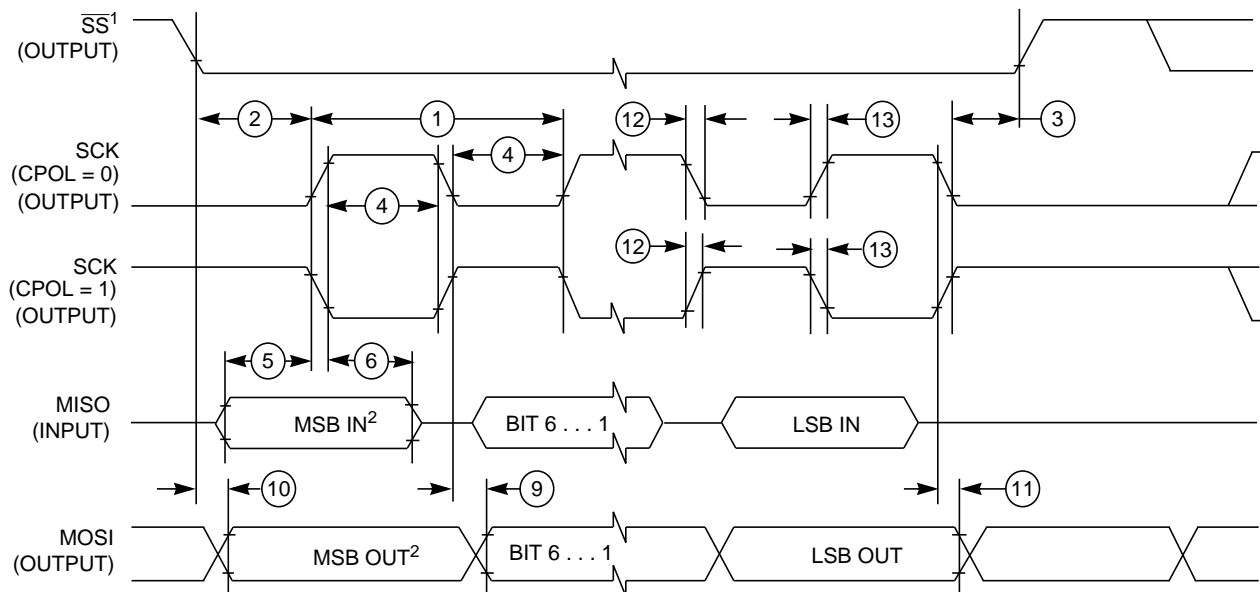 SS¹
(OUTPUT)
2
1
12
13
3
SCK
(CPOL = 0)
(OUTPUT)
4
4
SCK
(CPOL = 1)
(OUTPUT)
12
13
5
6
MISO
(INPUT)
MSB IN²
BIT 6 . . . 1
LSB IN
10
9
11
MOSI
(OUTPUT)
MSB OUT²
BIT 6 . . . 1
LSB OUT